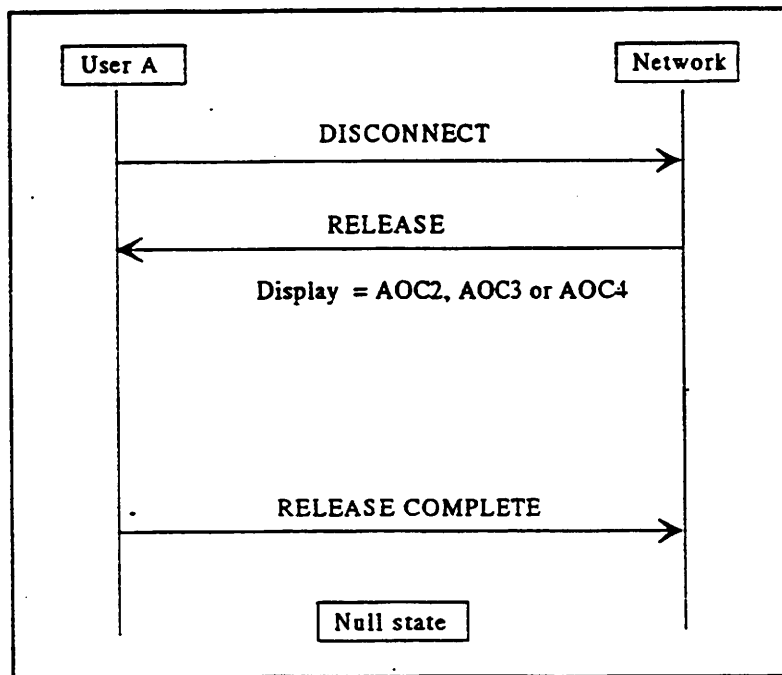 User A
Network
DISCONNECT
RELEASE
Display = AOC2, AOC3 or AOC4
RELEASE COMPLETE
Null state